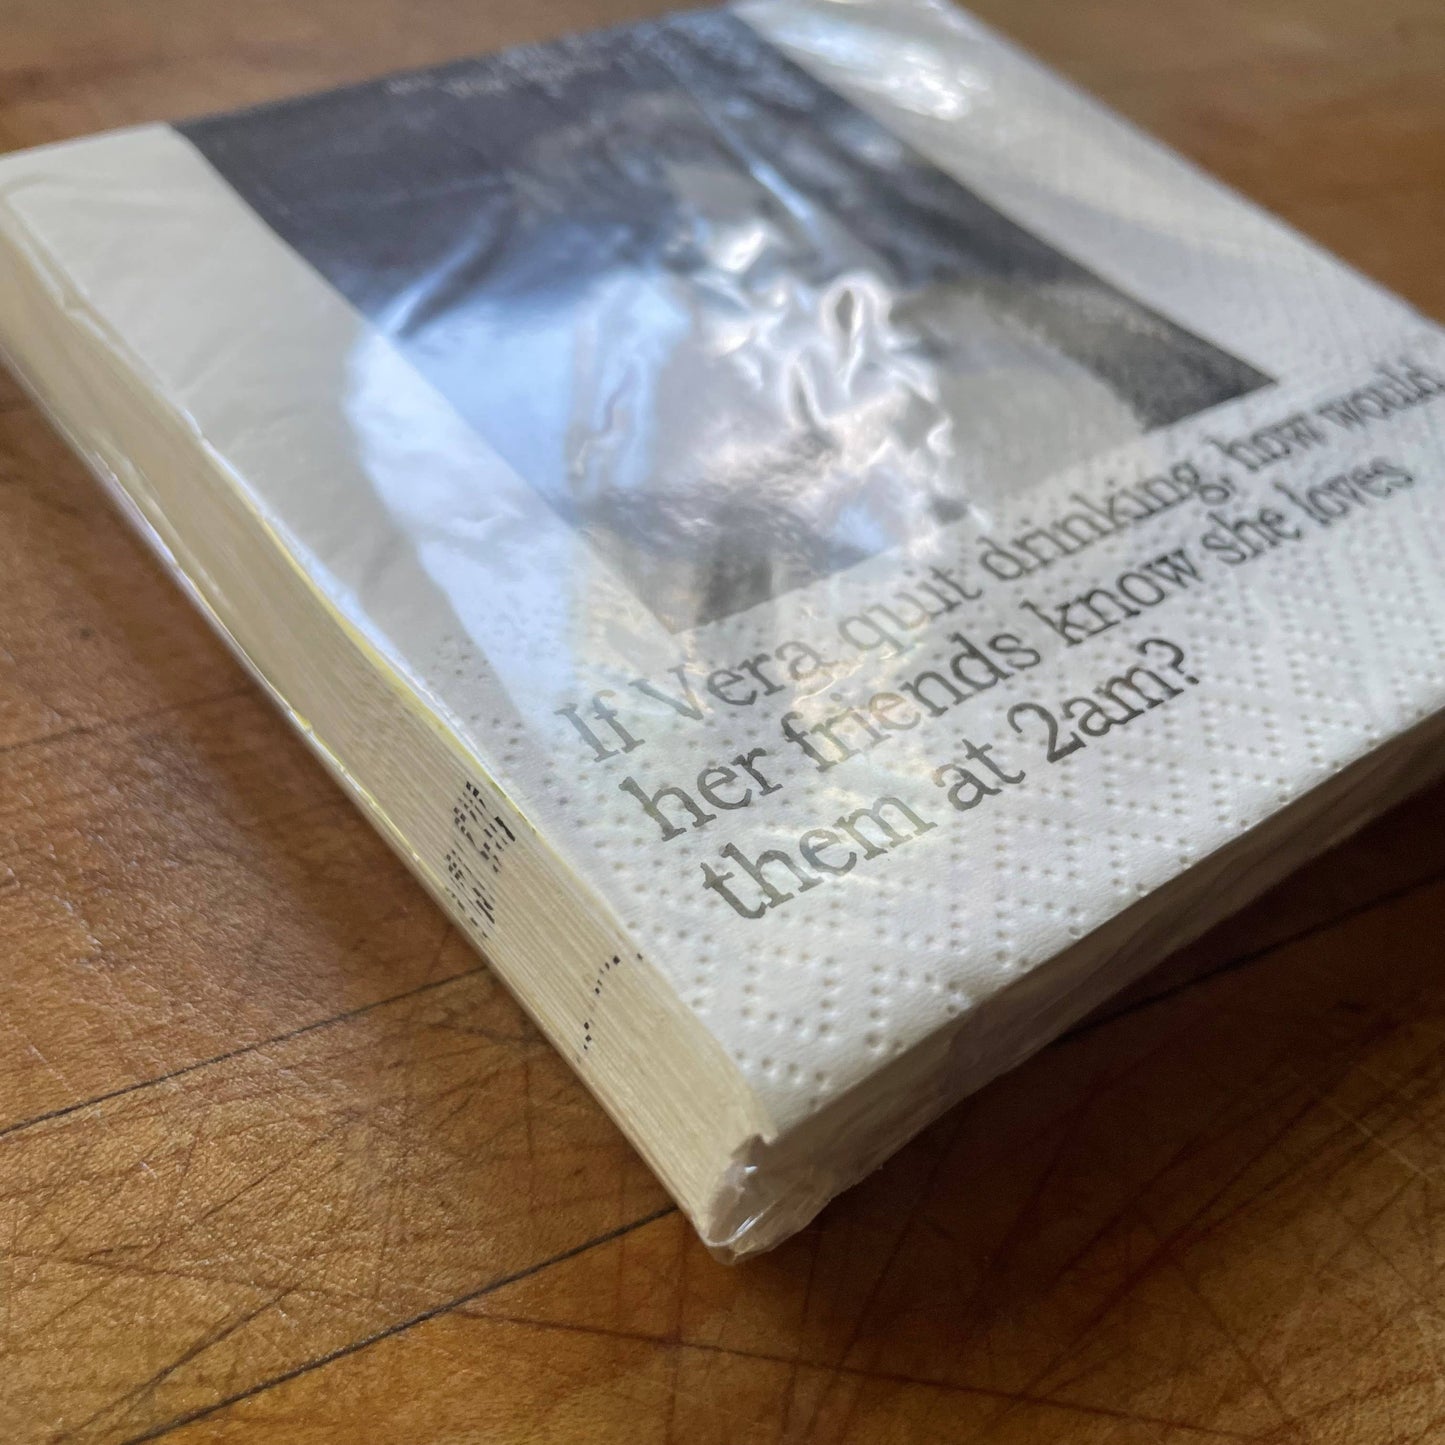 If Vera quit drinking, how would
her friends know she loves
them at 2am?